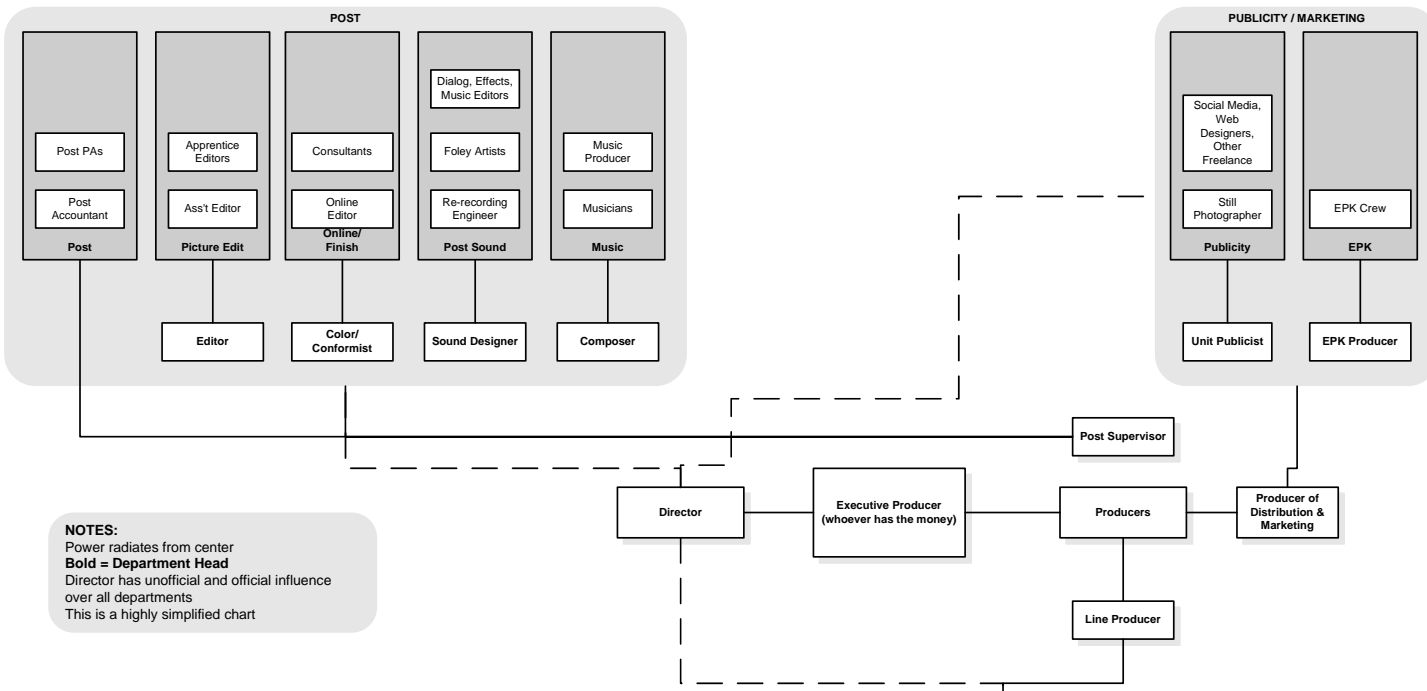 POST
Dialog, Effects,
Music Editors
Post PAs
Apprentice
Editors
Consultants
Foley Artists
Music
Producer
Post
Accountant
Ass't Editor
Online
Editor
Re-recording
Engineer
Musicians
Post
Picture Edit
Online/
Finish
Post Sound
Music
Editor
Color/
Conformist
Sound Designer
Composer
PUBLICITY / MARKETING
Social Media,
Web
Designers,
Other
Freelance
Still
Photographer
EPK Crew
Publicity
EPK
Unit Publicist
EPK Producer
Post Supervisor
Director
Executive Producer
(whoever has the money)
Producers
Producer of
Distribution &
Marketing
Line Producer
NOTES:
Power radiates from center
Bold = Department Head
Director has unofficial and official influence
over all departments
This is a highly simplified chart